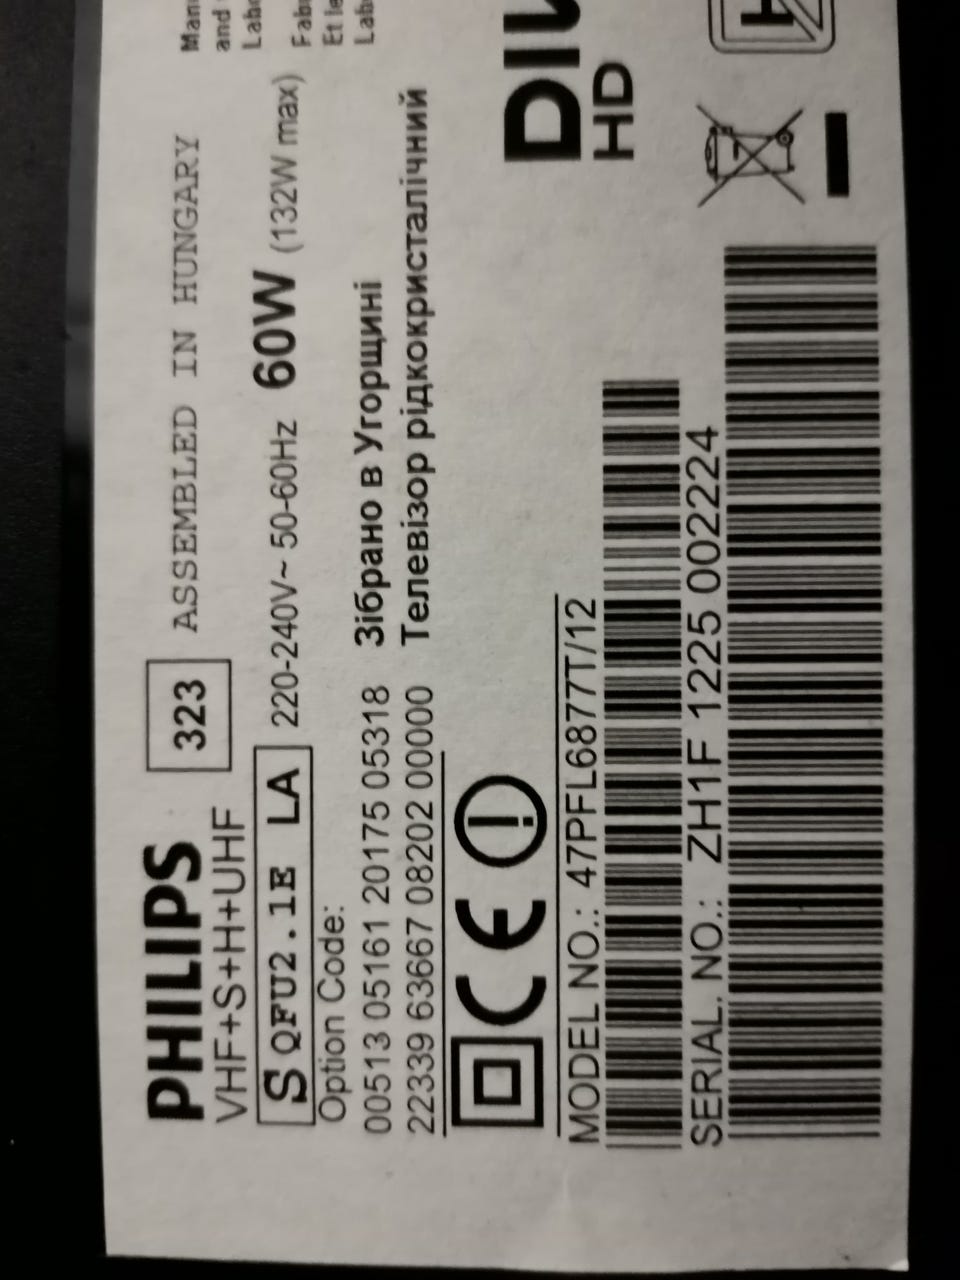 PHILIPS 323 ASSEMBLED IN HUNGARY
VHF+S+H+UHF
S QFU2.1E LA 220-240V~ 50-60Hz 60W (132W max)
Option Code:
00513 05161 20175 05318 Зібрано в Угорщині
22339 63667 08202 00000 Телевізор рідкокристалічний
and
CE
HD
MODEL NO.: 47PFL6877T/12
SERIAL. NO.: ZH1F 1225 002224